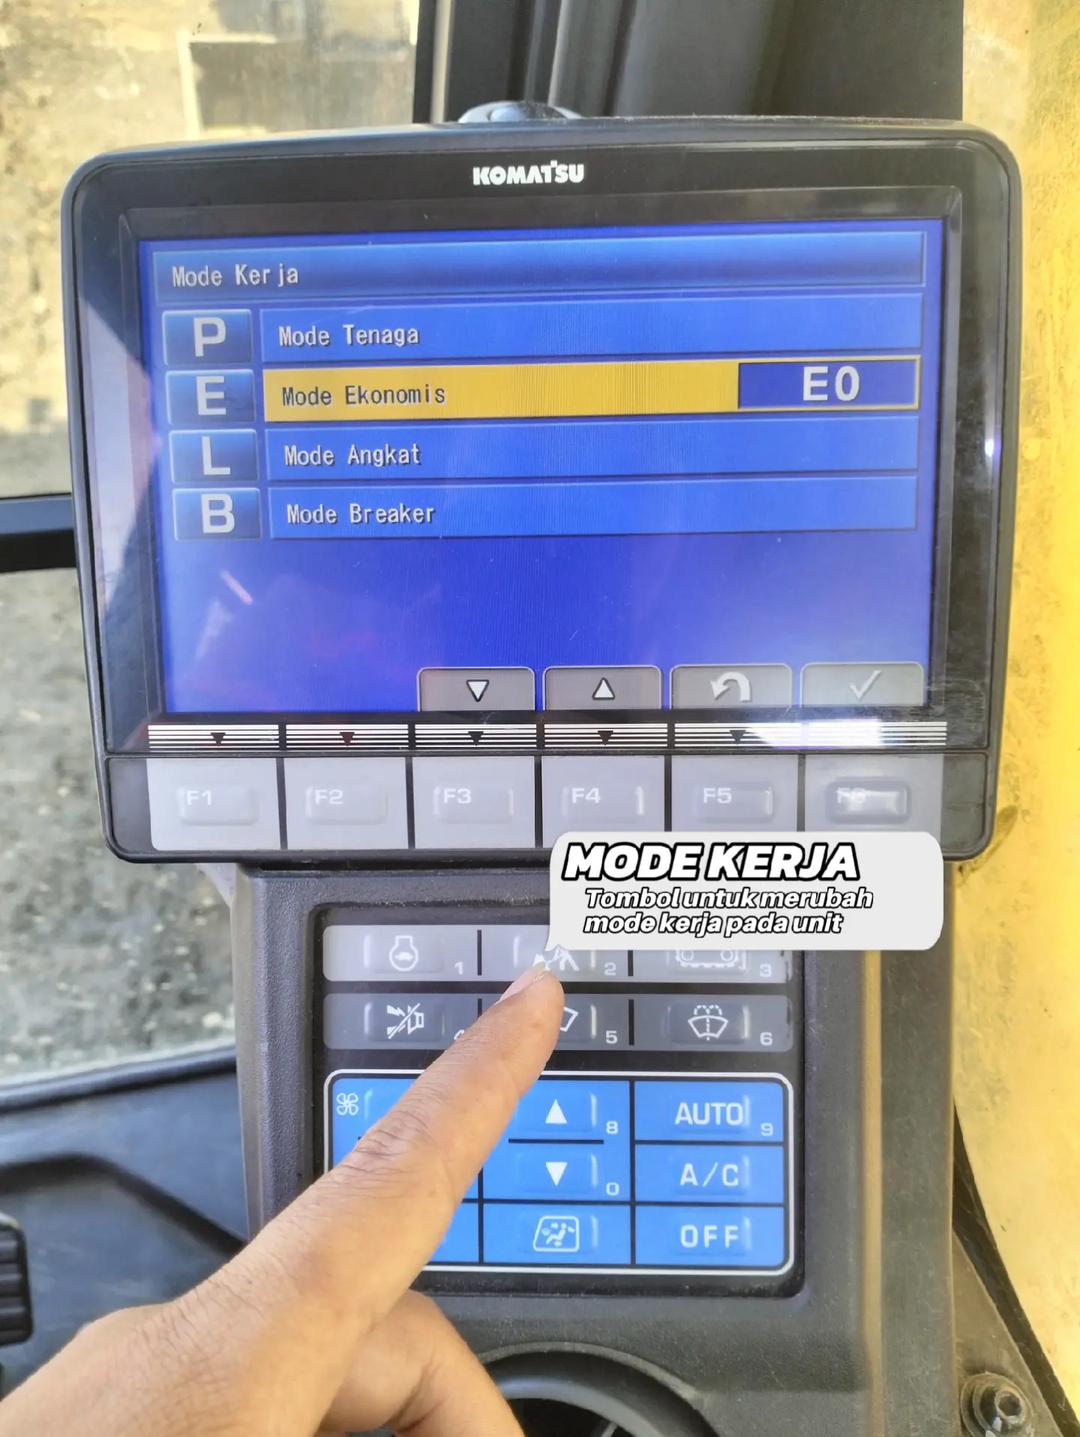 KOMATSU
Mode Kerja
P Mode Tenaga
E Mode Ekonomis E0
L Mode Angkat
B Mode Breaker
F1 F2 F3 F4 F5 F6
MODE KERJA
Tombol untuk merubah
mode kerja pada unit
1 2 3
4 5 6
8 AUTO 9
0 A/C
OFF